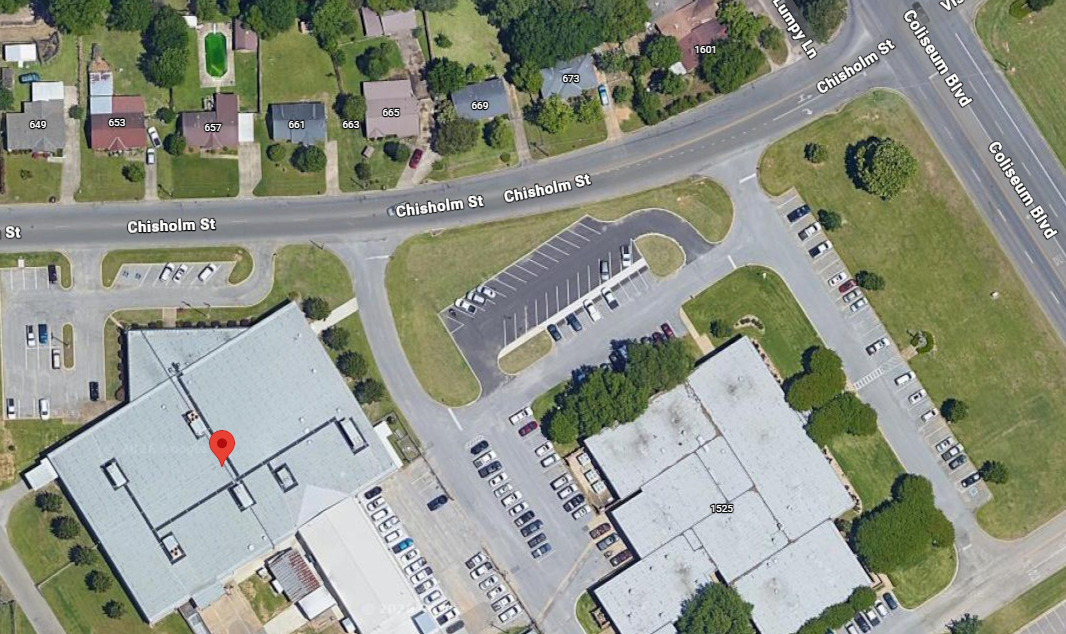 Lumpy Ln
Coliseum Blvd
1601
Chisholm St
673
669
665
663
661
657
653
649
Coliseum Blvd
Chisholm St
Chisholm St
Chisholm St
St
1525